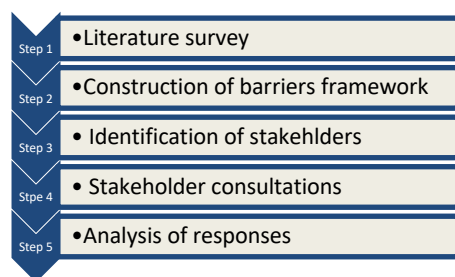 Step 1
•Literature survey
Step 2
•Construction of barriers framework
Step 3
• Identification of stakehlders
Stpe 4
• Stakeholder consultations
Step 5
•Analysis of responses